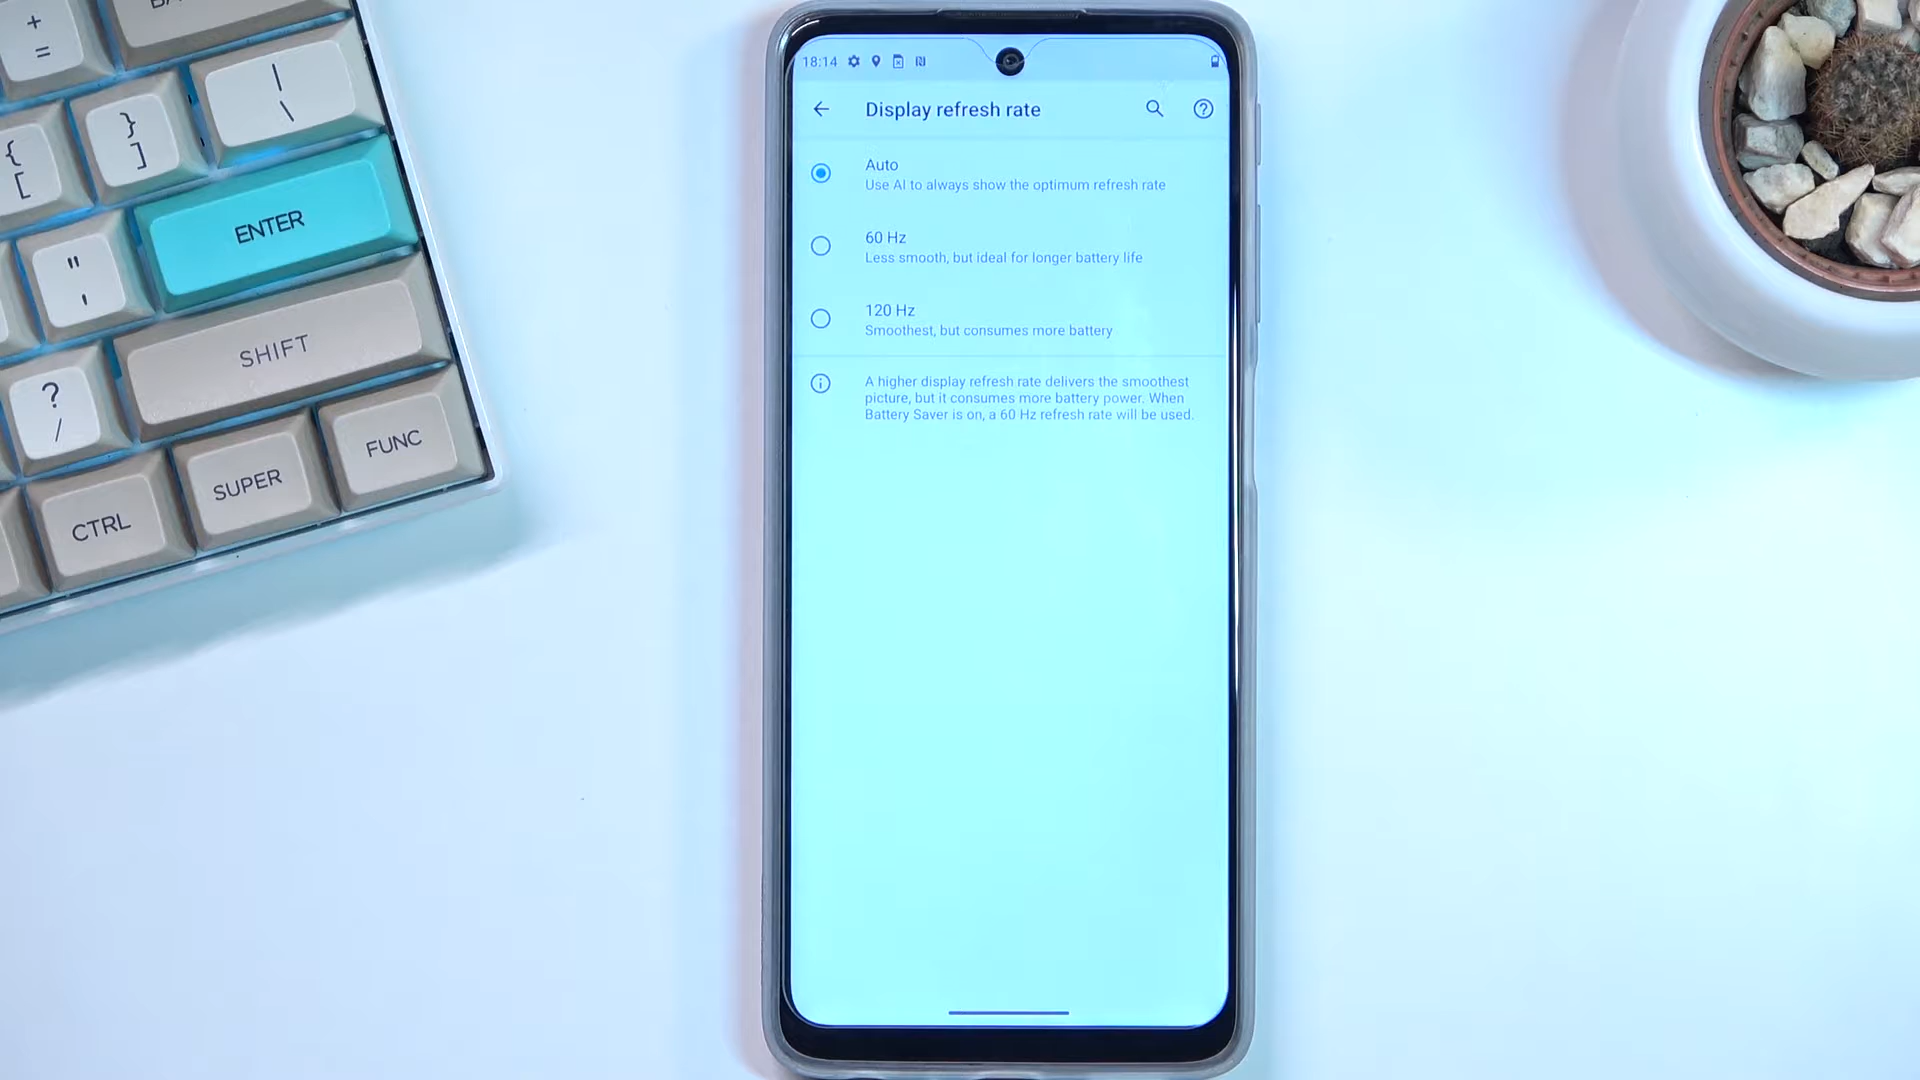 +
=
|
\
}
]
{
[
ENTER
"
'
SHIFT
?
/
FUNC
SUPER
CTRL
18:14
Display refresh rate
Auto
Use AI to always show the optimum refresh rate
60 Hz
Less smooth, but ideal for longer battery life
120 Hz
Smoothest, but consumes more battery
A higher display refresh rate delivers the smoothest
picture, but it consumes more battery power. When
Battery Saver is on, a 60 Hz refresh rate will be used.